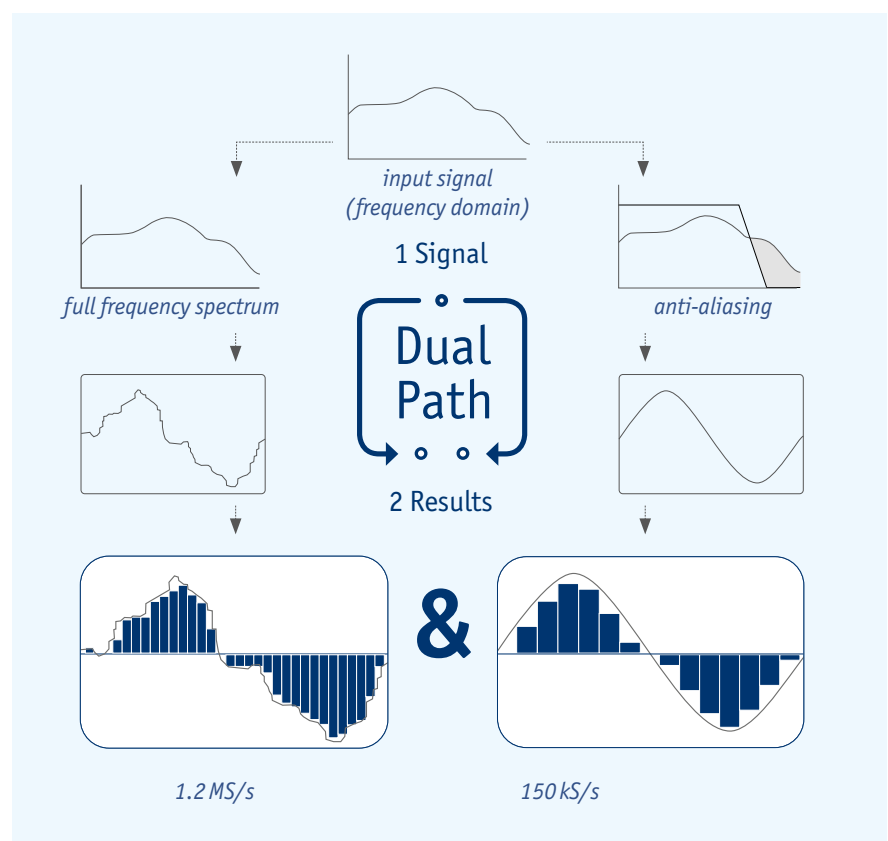 input signal
(frequency domain)
1 Signal
full frequency spectrum
anti-aliasing
Dual
Path
2 Results
&
1.2 MS/s
150 kS/s